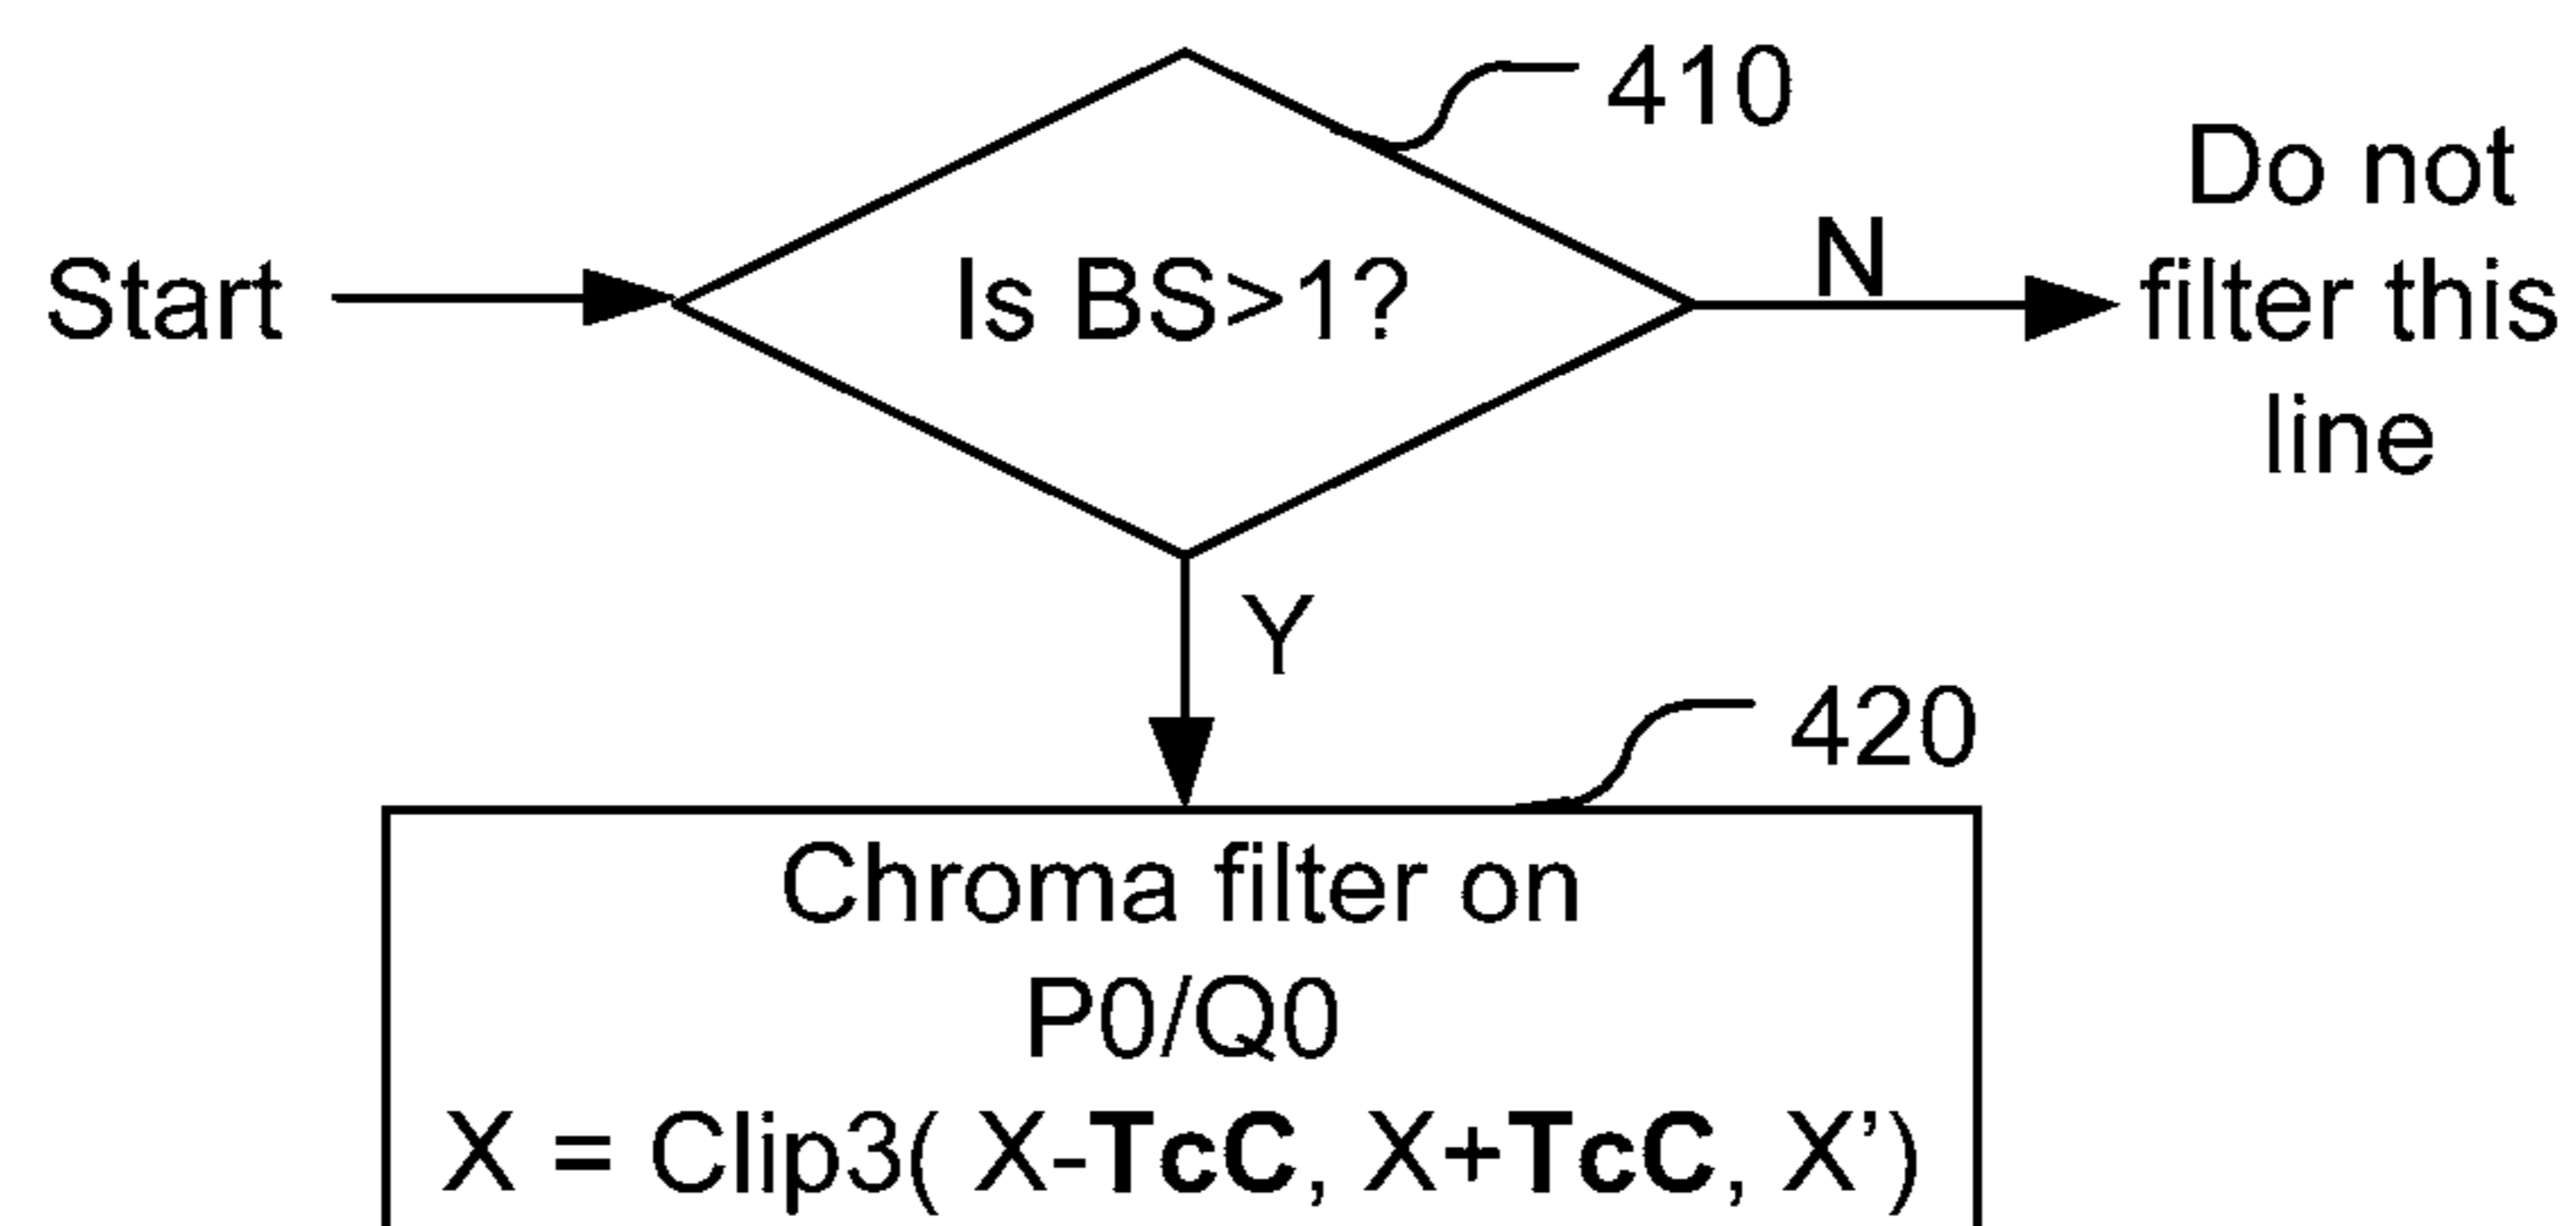 410
Start
Is BS>1?
N
Do not
filter this
line
Y
420
Chroma filter on
P0/Q0
X = Clip3( X-TcC, X+TcC, X’)